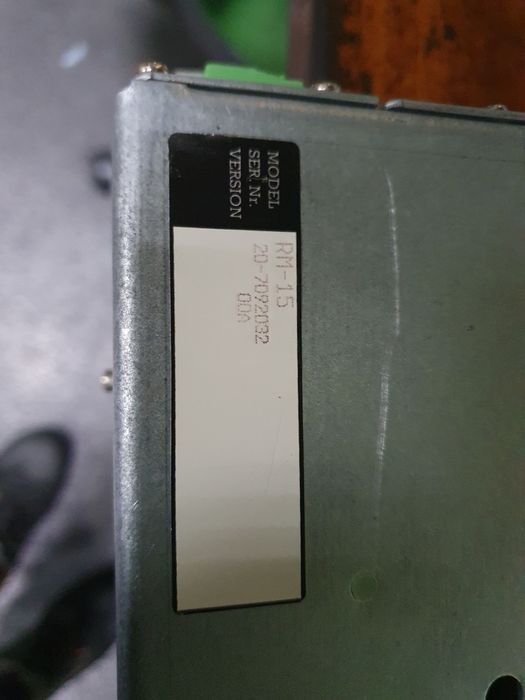 MODEL RM-15
SER. Nr. 20-7092032
VERSION 00A